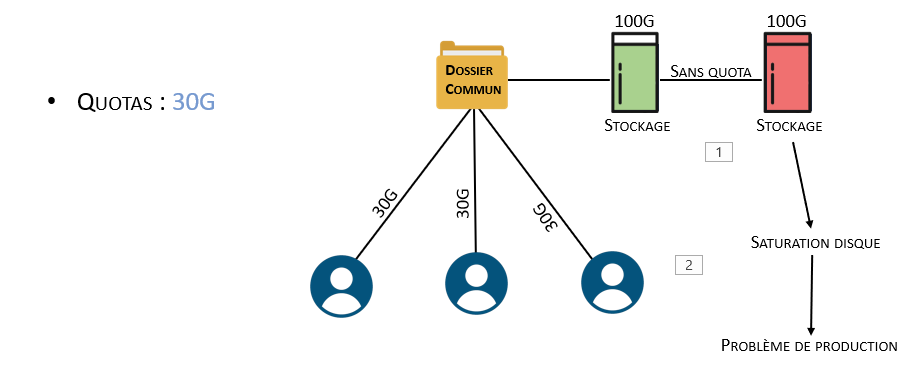 100G
100G
Dossier
Commun
Sans quota
• Quotas : 30G
Stockage
Stockage
1
30G
30G
30G
Saturation disque
2
Problème de production